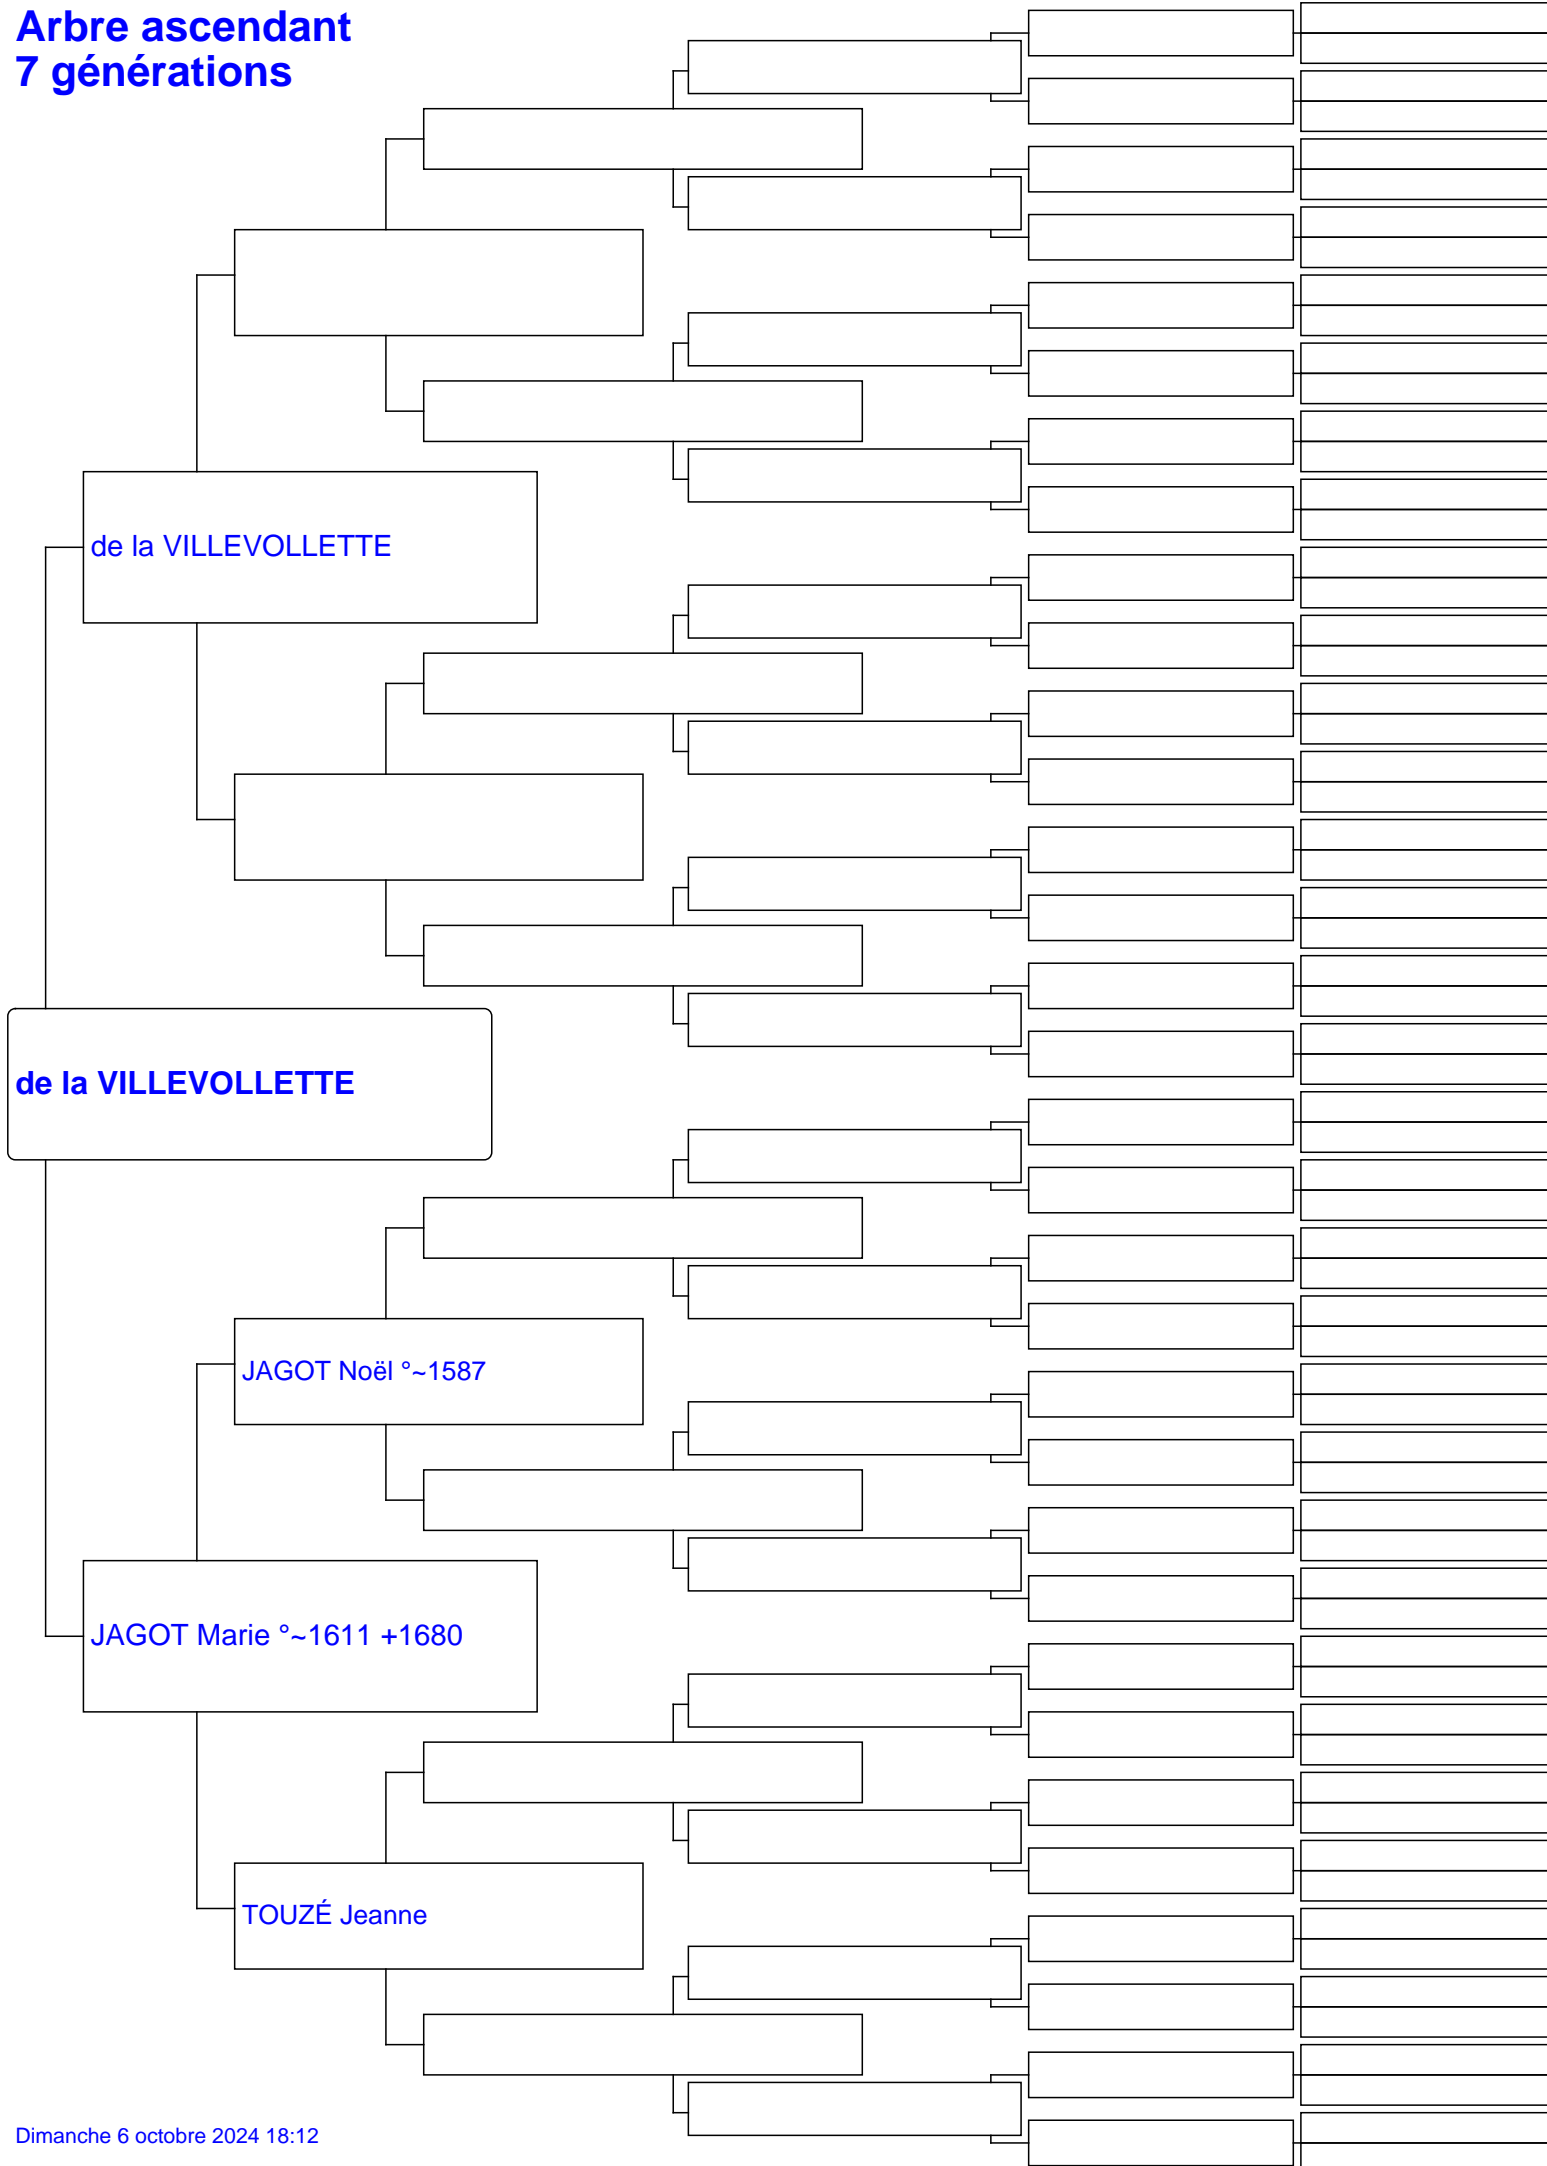 Arbre ascendant
7 générations
de la VILLEVOLLETTE
de la VILLEVOLLETTE
JAGOT Noël °~1587
JAGOT Marie °~1611 +1680
TOUZÉ Jeanne
Dimanche 6 octobre 2024 18:12